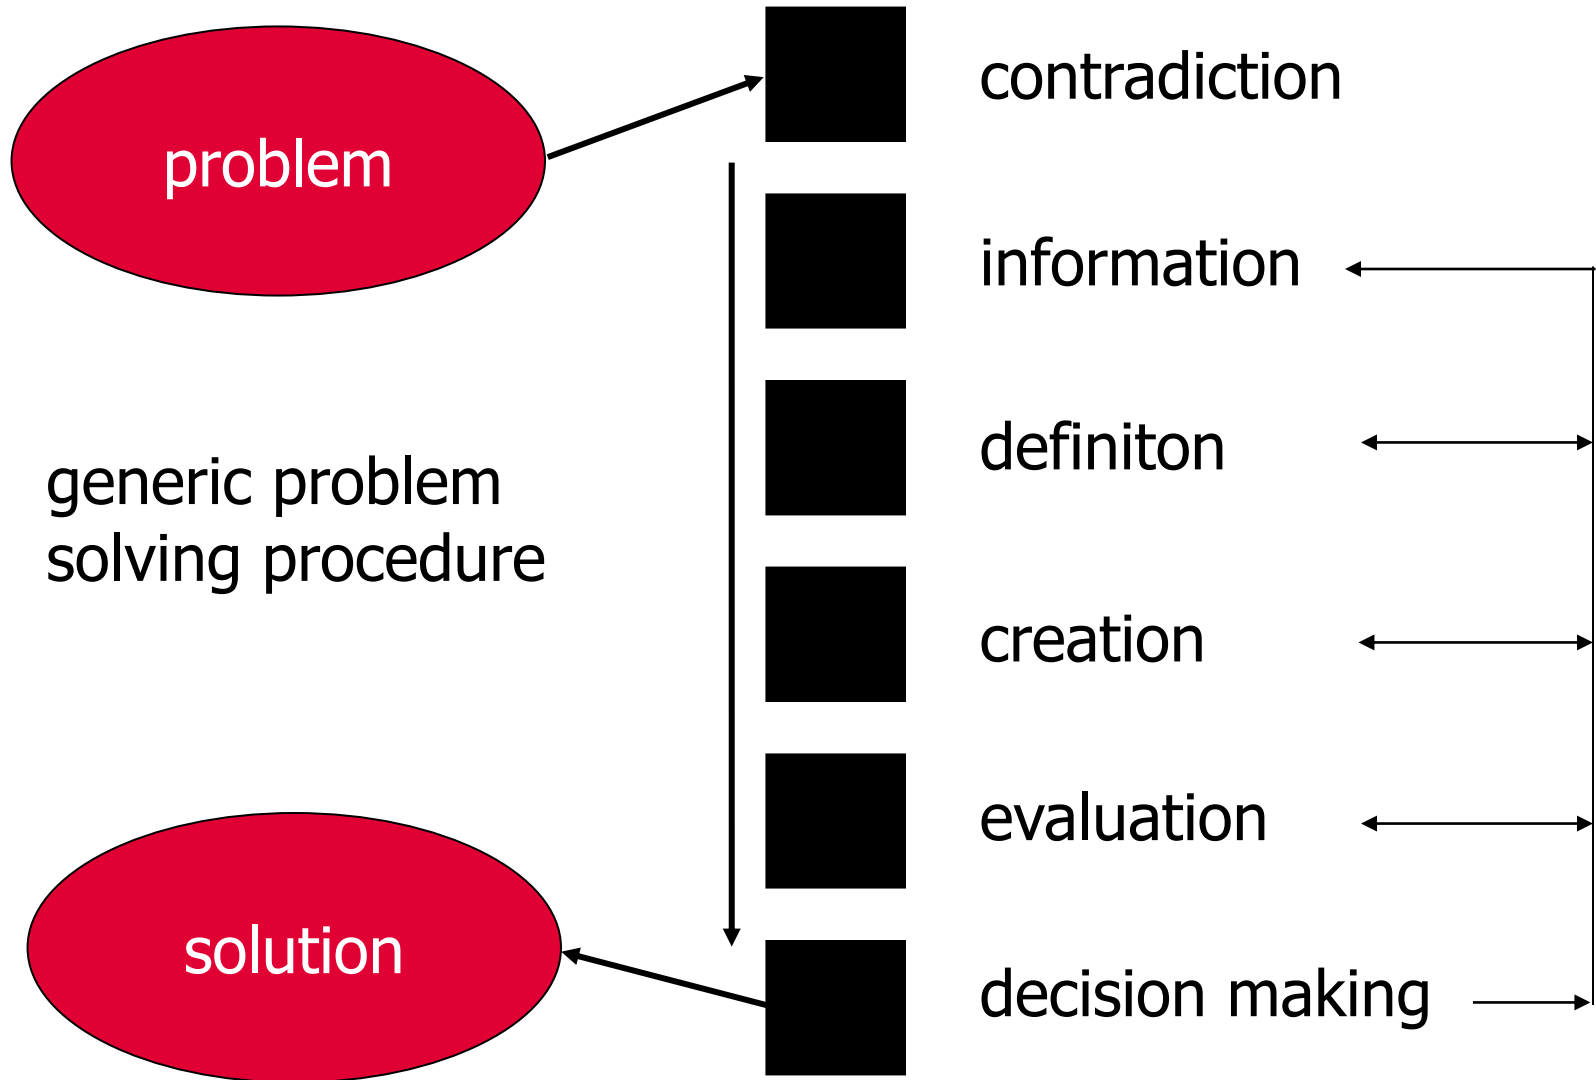 problem
contradiction
information
definiton
generic problem
solving procedure
creation
evaluation
solution
decision making